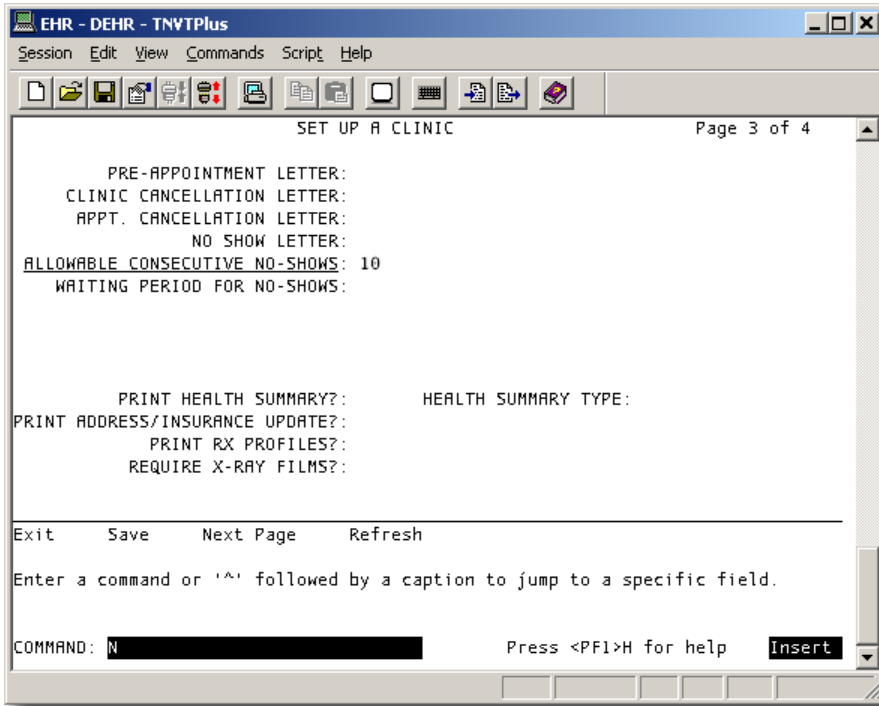 EHR - DEHR - TNVTPlus
Session Edit View Commands Script Help
SET UP A CLINIC Page 3 of 4
PRE-APPOINTMENT LETTER:
CLINIC CANCELLATION LETTER:
APPT. CANCELLATION LETTER:
NO SHOW LETTER:
ALLOWABLE CONSECUTIVE NO-SHOWS: 10
WAITING PERIOD FOR NO-SHOWS:
PRINT HEALTH SUMMARY?: HEALTH SUMMARY TYPE:
PRINT ADDRESS/INSURANCE UPDATE?:
PRINT RX PROFILES?:
REQUIRE X-RAY FILMS?:
Exit Save Next Page Refresh
Enter a command or '^' followed by a caption to jump to a specific field.
COMMAND: N Press <PF1>H for help Insert